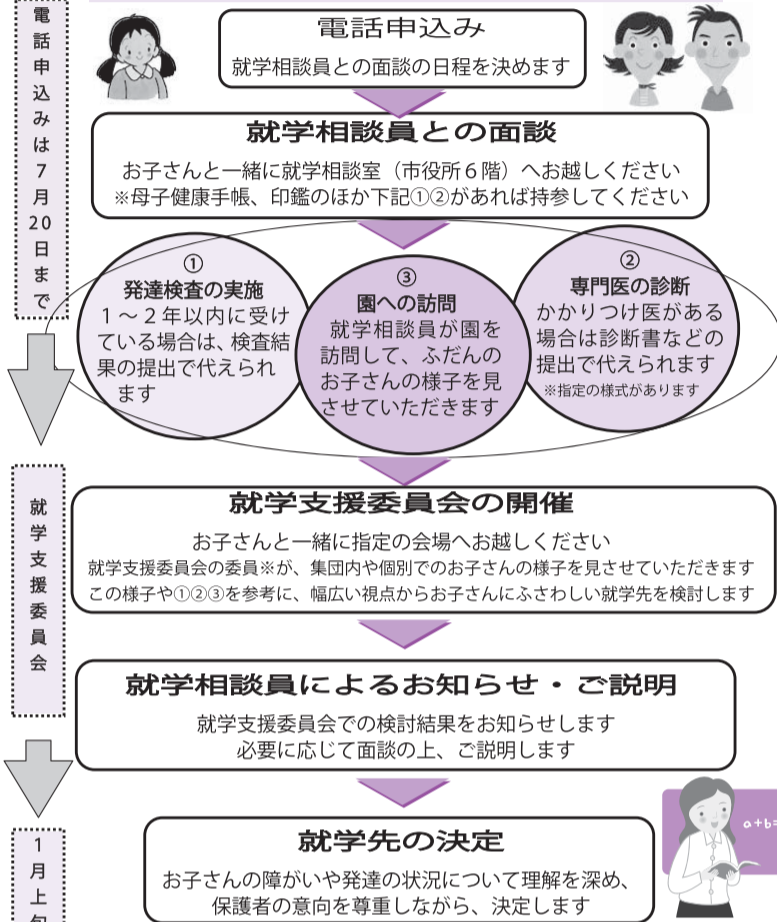 電話申込みは7月20日まで
電話申込み
就学相談員との面談の日程を決めます
就学相談員との面談
お子さんと一緒に就学相談室（市役所６階）へお越しください
※母子健康手帳、印鑑のほか下記①②があれば持参してください
①
発達検査の実施
１～２年以内に受け
ている場合は、検査結
果の提出で代えられ
ます
③
園への訪問
就学相談員が園を
訪問して、ふだんの
お子さんの様子を見
させていただきます
②
専門医の診断
かかりつけ医がある
場合は診断書などの
提出で代えられます
※指定の様式があります
就学支援委員会
就学支援委員会の開催
お子さんと一緒に指定の会場へお越しください
就学支援委員会の委員※が、集団内や個別でのお子さんの様子を見させていただきます
この様子や①②③を参考に、幅広い視点からお子さんにふさわしい就学先を検討します
就学相談員によるお知らせ・ご説明
就学支援委員会での検討結果をお知らせします
必要に応じて面談の上、ご説明します
1月上旬
就学先の決定
お子さんの障がいや発達の状況について理解を深め、
保護者の意向を尊重しながら、決定します
a+b=